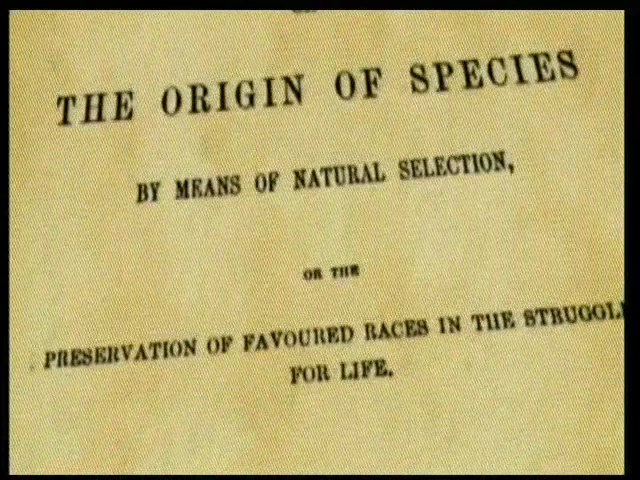 THE ORIGIN OF SPECIES
BY MEANS OF NATURAL SELECTION,
OR THE
PRESERVATION OF FAVOURED RACES IN THE STRUGGL
FOR LIFE.